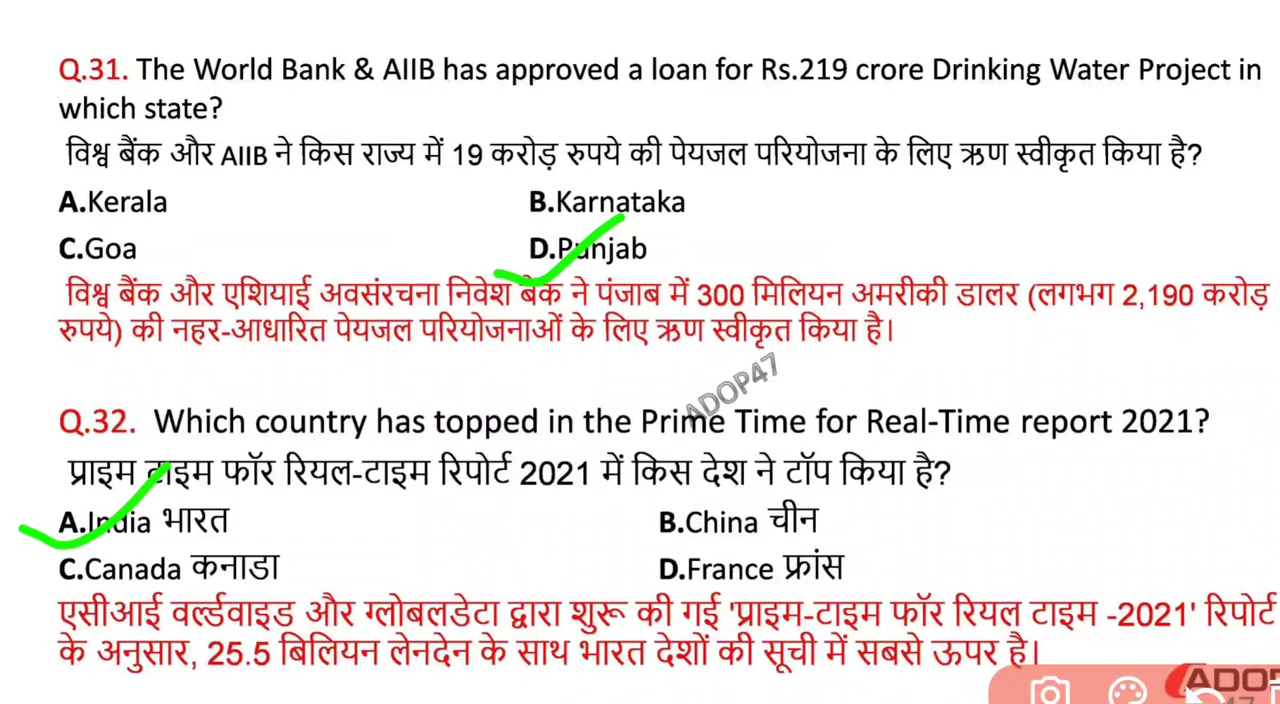 Q.31. The World Bank & AIIB has approved a loan for Rs.219 crore Drinking Water Project in
which state?
विश्व बैंक और AIIB ने किस राज्य में 19 करोड़ रुपये की पेयजल परियोजना के लिए ऋण स्वीकृत किया है?
A.Kerala B.Karnataka
C.Goa D.Punjab
विश्व बैंक और एशियाई अवसंरचना निवेश बैंक ने पंजाब में 300 मिलियन अमरीकी डालर (लगभग 2,190 करोड़
रुपये) की नहर-आधारित पेयजल परियोजनाओं के लिए ऋण स्वीकृत किया है।
ADOP47
Q.32. Which country has topped in the Prime Time for Real-Time report 2021?
प्राइम टाइम फॉर रियल-टाइम रिपोर्ट 2021 में किस देश ने टॉप किया है?
A.India भारत B.China चीन
C.Canada कनाडा D.France फ्रांस
एसीआई वर्ल्डवाइड और ग्लोबलडेटा द्वारा शुरू की गई 'प्राइम-टाइम फॉर रियल टाइम -2021' रिपोर्ट
के अनुसार, 25.5 बिलियन लेनदेन के साथ भारत देशों की सूची में सबसे ऊपर है।